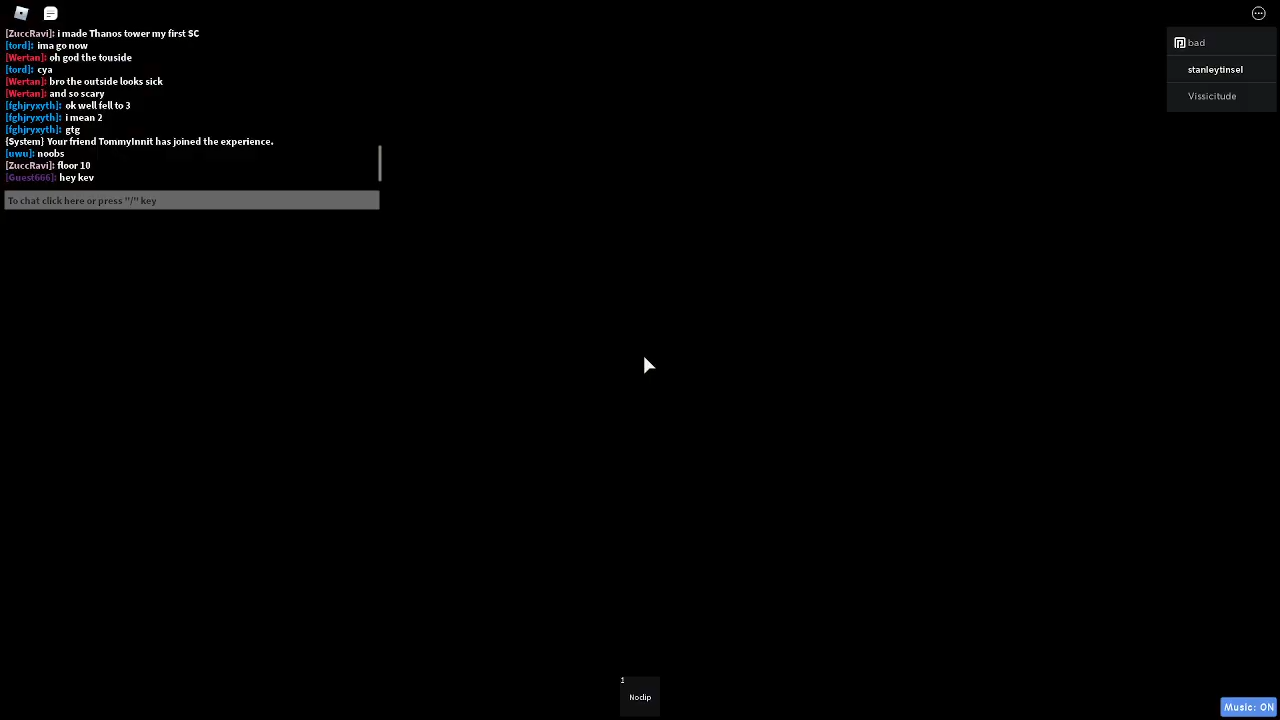 [ZuccRavi]: i made Thanos tower my first SC
[tord]: ima go now
[Wertan]: oh god the touside
[tord]: cya
[Wertan]: bro the outside looks sick
[Wertan]: and so scary
[fghjryxyth]: ok well fell to 3
[fghjryxyth]: i mean 2
[fghjryxyth]: gtg
{System} Your friend TommyInnit has joined the experience.
[uwu]: noobs
[ZuccRavi]: floor 10
[Guest666]: hey kev
To chat click here or press "/" key
bad
stanleytinsel
Vissicitude
1
Noclip
Music: ON